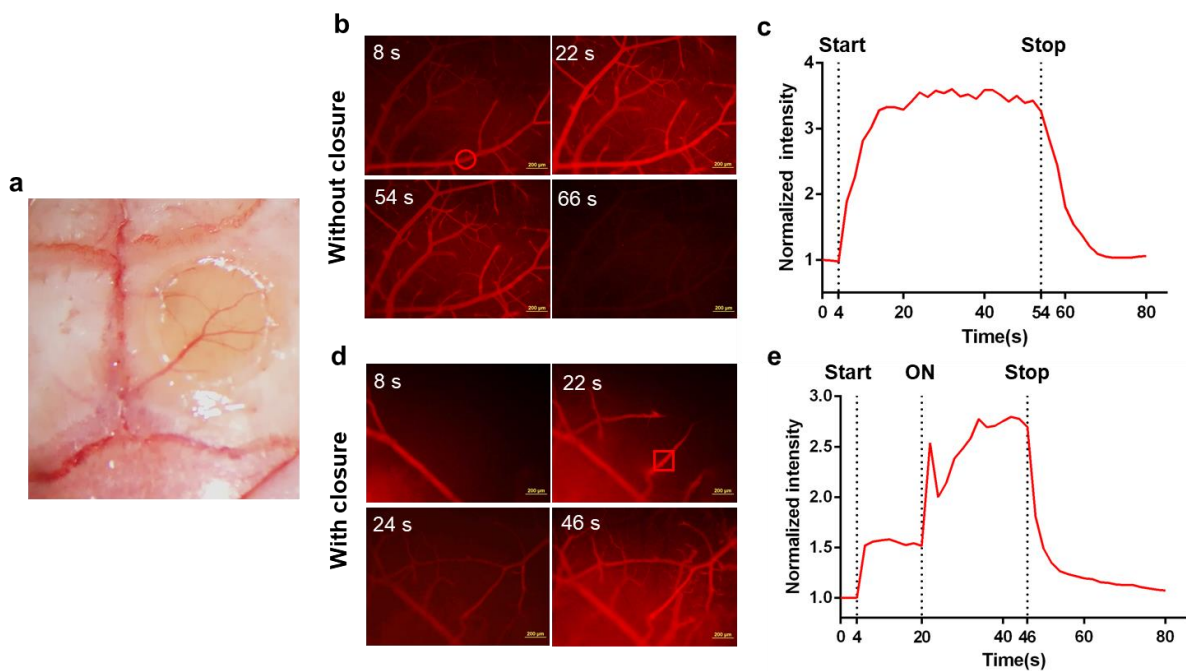 a
b
Without closure
8 s
22 s
200 μm
200 μm
54 s
66 s
200 μm
200 μm
c
Start
Stop
Normalized intensity
4
3
2
1
0 4 20 40 54 60 80
Time(s)
d
With closure
8 s
22 s
200 μm
200 μm
24 s
46 s
200 μm
200 μm
e
Start ON Stop
Normalized intensity
3.0
2.5
2.0
1.5
1.0
0 4 20 40 46 60 80
Time(s)